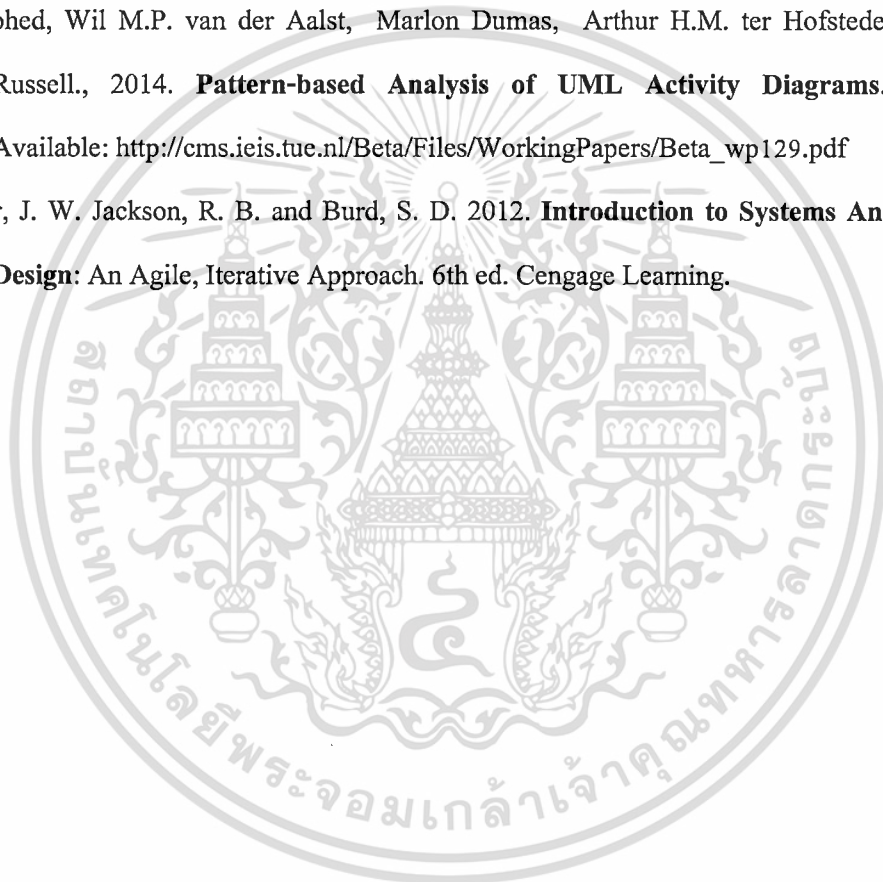 ohed, Wil M.P. van der Aalst, Marlon Dumas, Arthur H.M. ter Hofstede
Russell., 2014. Pattern-based Analysis of UML Activity Diagrams.
Available: http://cms.ieis.tue.nl/Beta/Files/WorkingPapers/Beta_wp129.pdf
, J. W. Jackson, R. B. and Burd, S. D. 2012. Introduction to Systems An
Design: An Agile, Iterative Approach. 6th ed. Cengage Learning.
สถาบันเทคโนโลยีพระจอมเกล้าเจ้าคุณทหารลาดกระบัง
๔